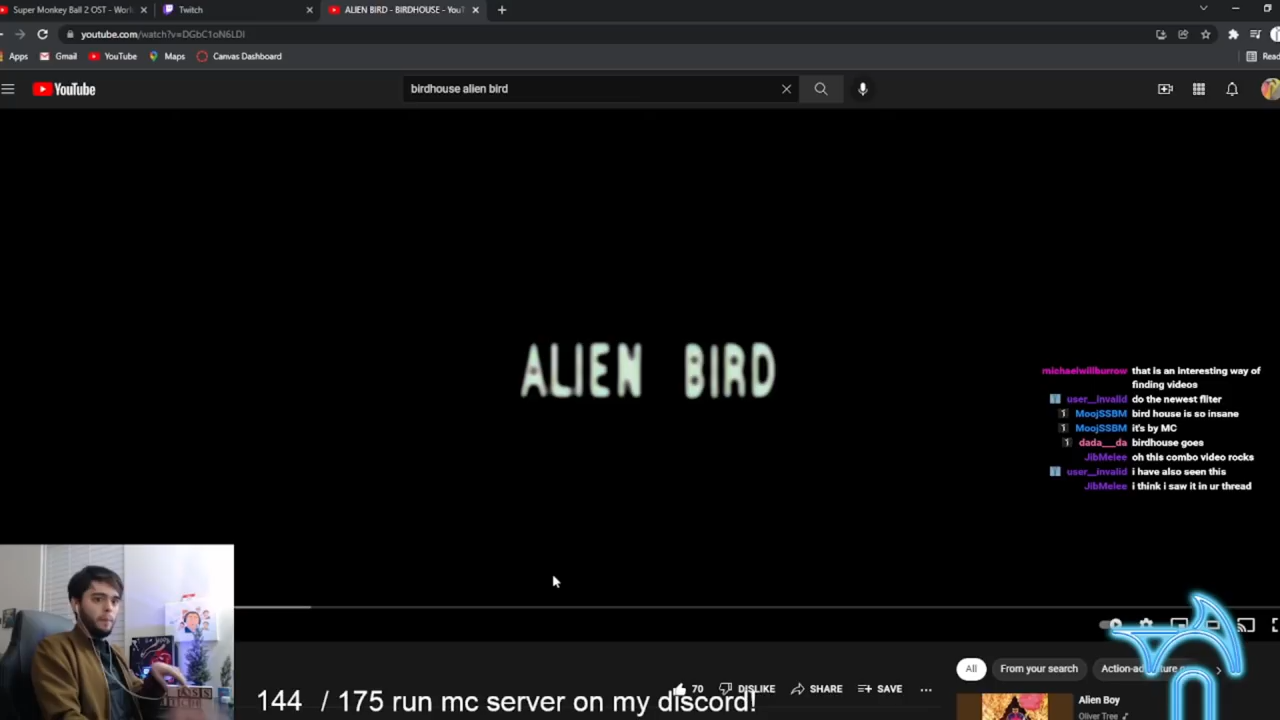 Super Monkey Ball 2 OST - Worl
Twitch
ALIEN BIRD - BIRDHOUSE - YouT
youtube.com/watch?v=DGbC1oN6LDI
Apps Gmail YouTube Maps Canvas Dashboard Read
YouTube
birdhouse alien bird
ALIEN BIRD
michaelwillburrow that is an interesting way of
finding videos
user__invalid do the newest fliter
MoojSSBM bird house is so insane
MoojSSBM it's by MC
dada___da birdhouse goes
JibMelee oh this combo video rocks
user__invalid i have also seen this
JibMelee i think i saw it in ur thread
All From your search
70 DISLIKE SHARE SAVE
144 / 175 run mc server on my discord!
Alien Boy
Oliver Tree